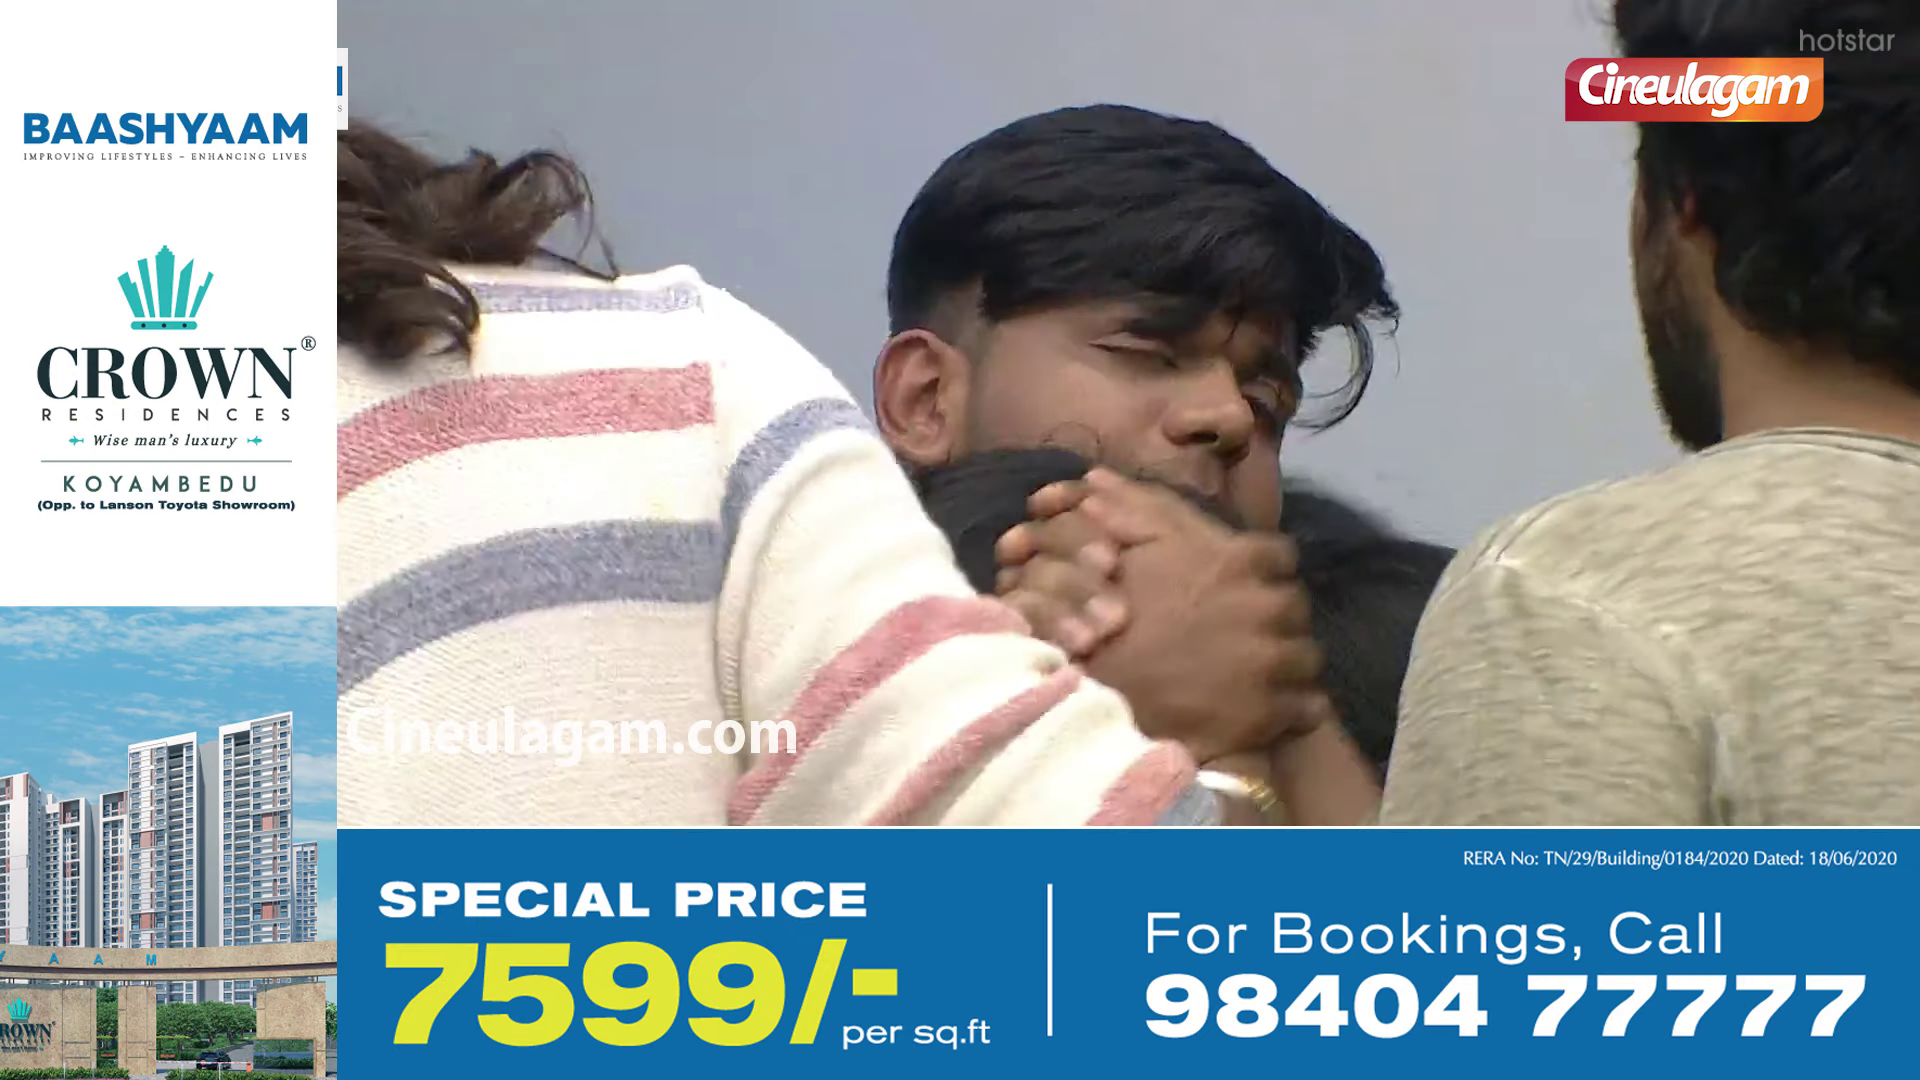 BAASHYAAM
IMPROVING LIFESTYLES – ENHANCING LIVES
CROWN®
RESIDENCES
Wise man's luxury
KOYAMBEDU
(Opp. to Lanson Toyota Showroom)
Y A A M
hotstar
Cineulagam
Cineulagam.com
RERA No: TN/29/Building/0184/2020 Dated: 18/06/2020
SPECIAL PRICE
7599/-
per sq.ft
For Bookings, Call
98404 77777